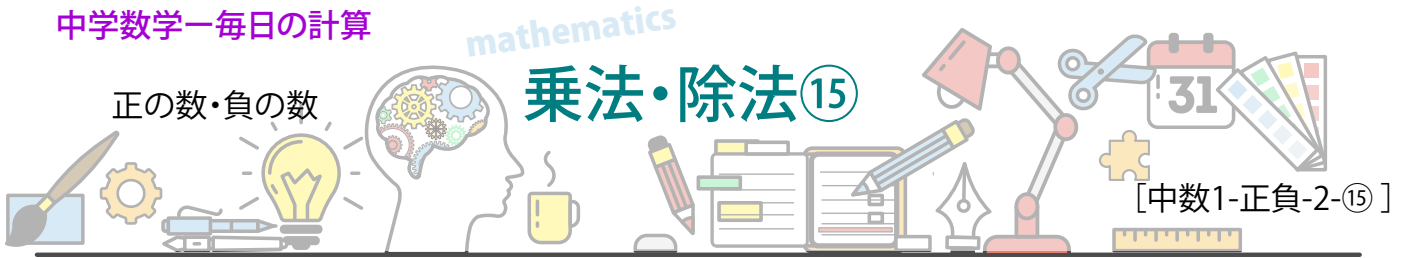 中学数学ー毎日の計算
mathematics
乗法・除法⑮
正の数・負の数
31
［中数1-正負-2-⑮］